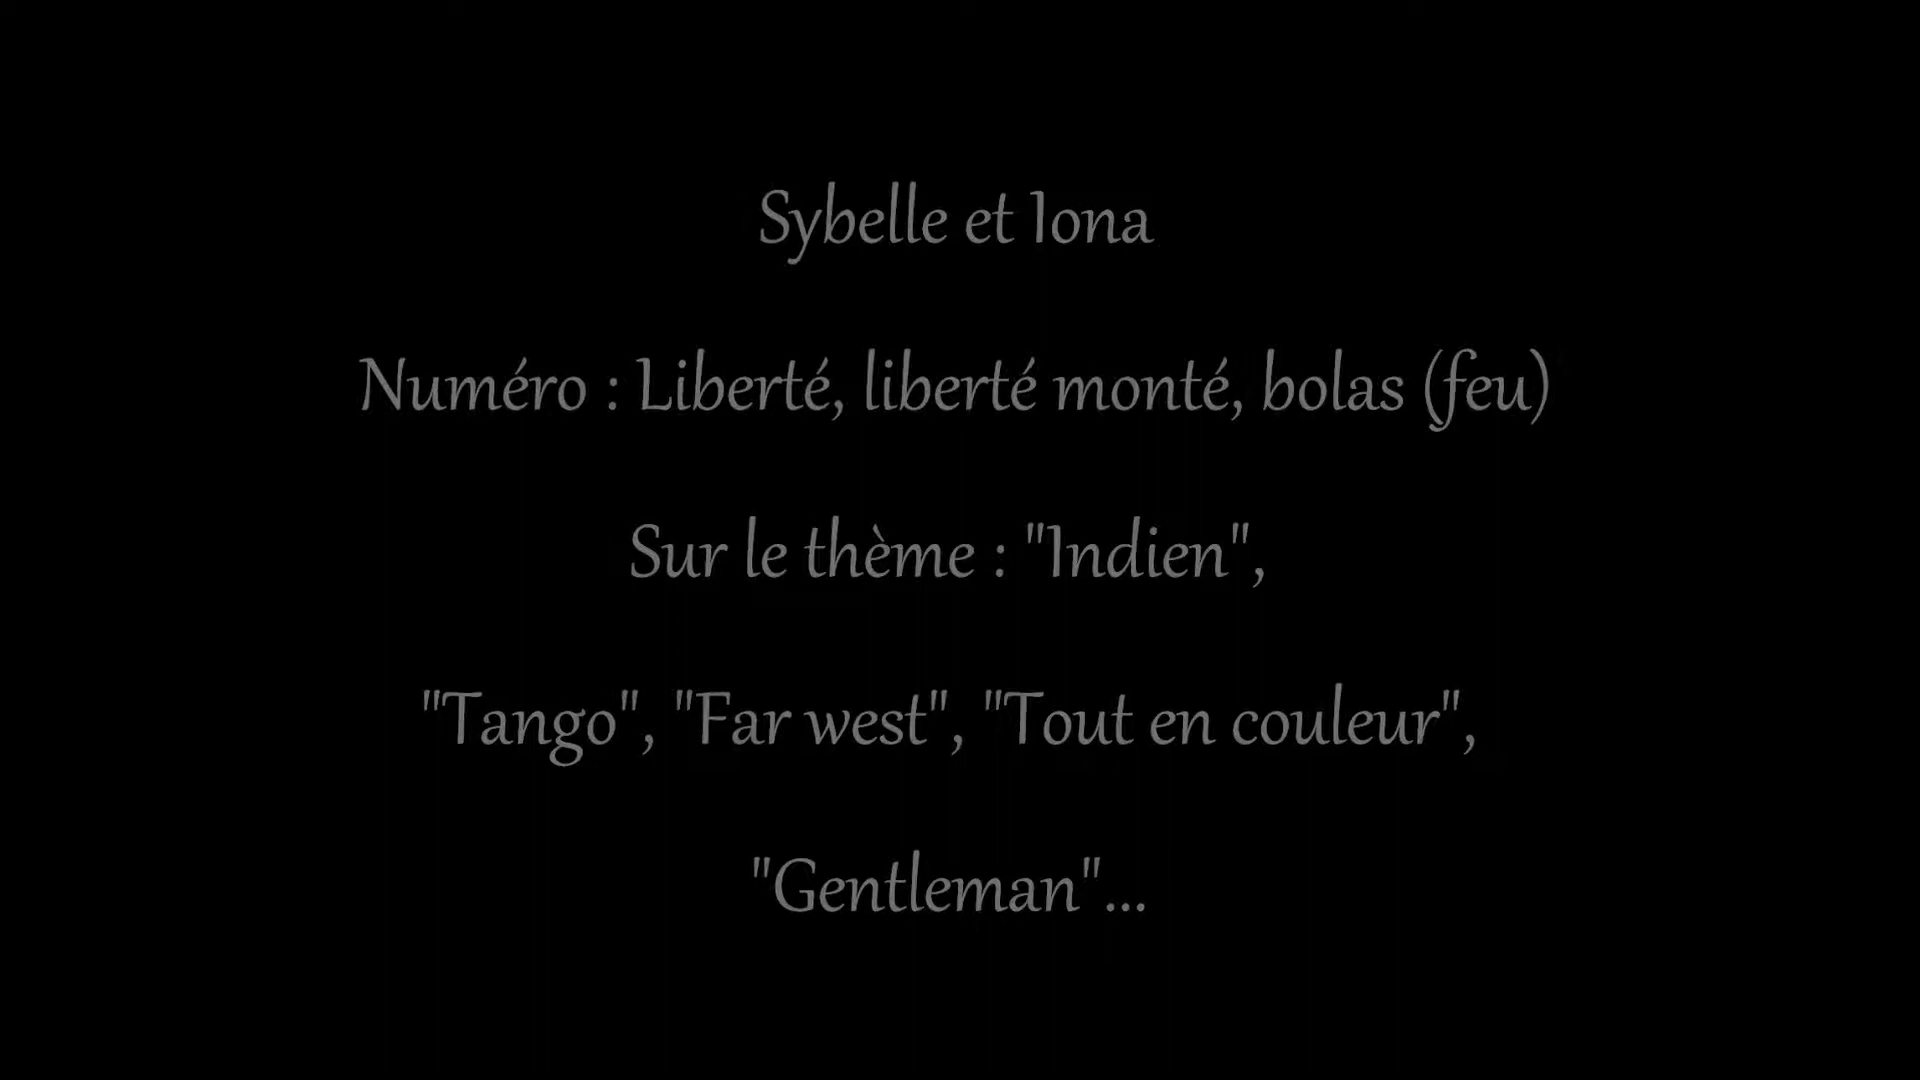 Sybelle et Iona
Numéro : Liberté, liberté monté, bolas (feu)
Sur le thème : "Indien",
"Tango", "Far west", "Tout en couleur",
"Gentleman"...